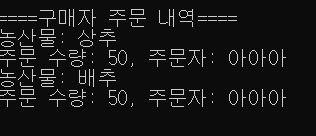 ====구매자 주문 내역====
농산물: 상추
주문 수량: 50, 주문자: 아아아
농산물: 배추
주문 수량: 50, 주문자: 아아아